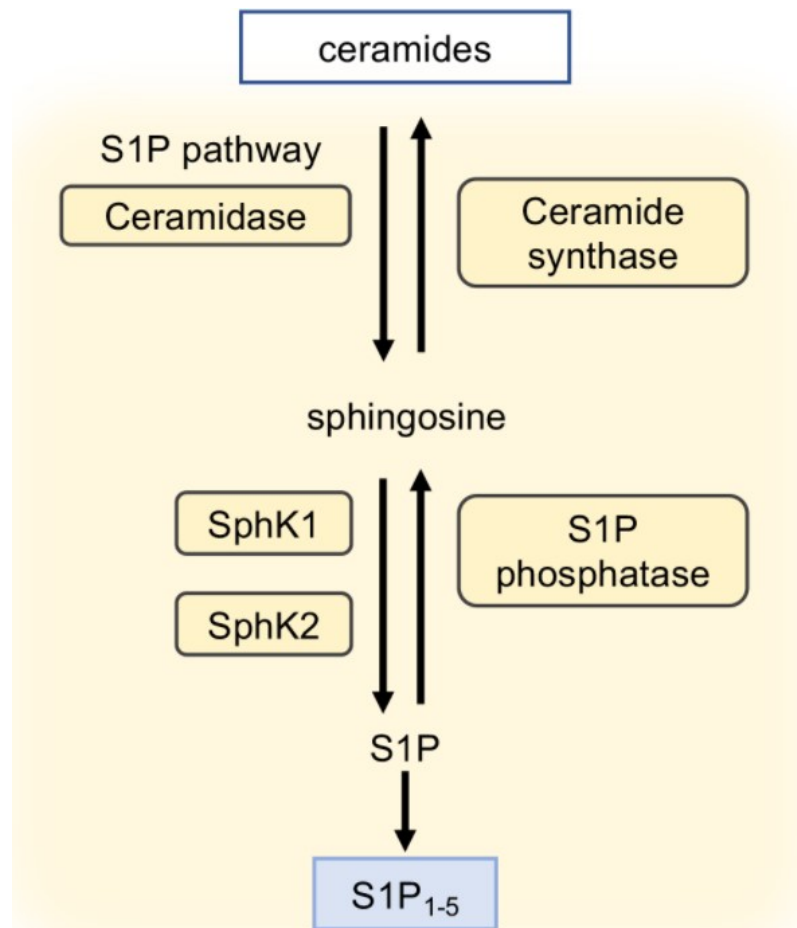 ceramides
S1P pathway
Ceramidase
Ceramide
synthase
sphingosine
SphK1
S1P
phosphatase
SphK2
S1P
S1P₁₋₅